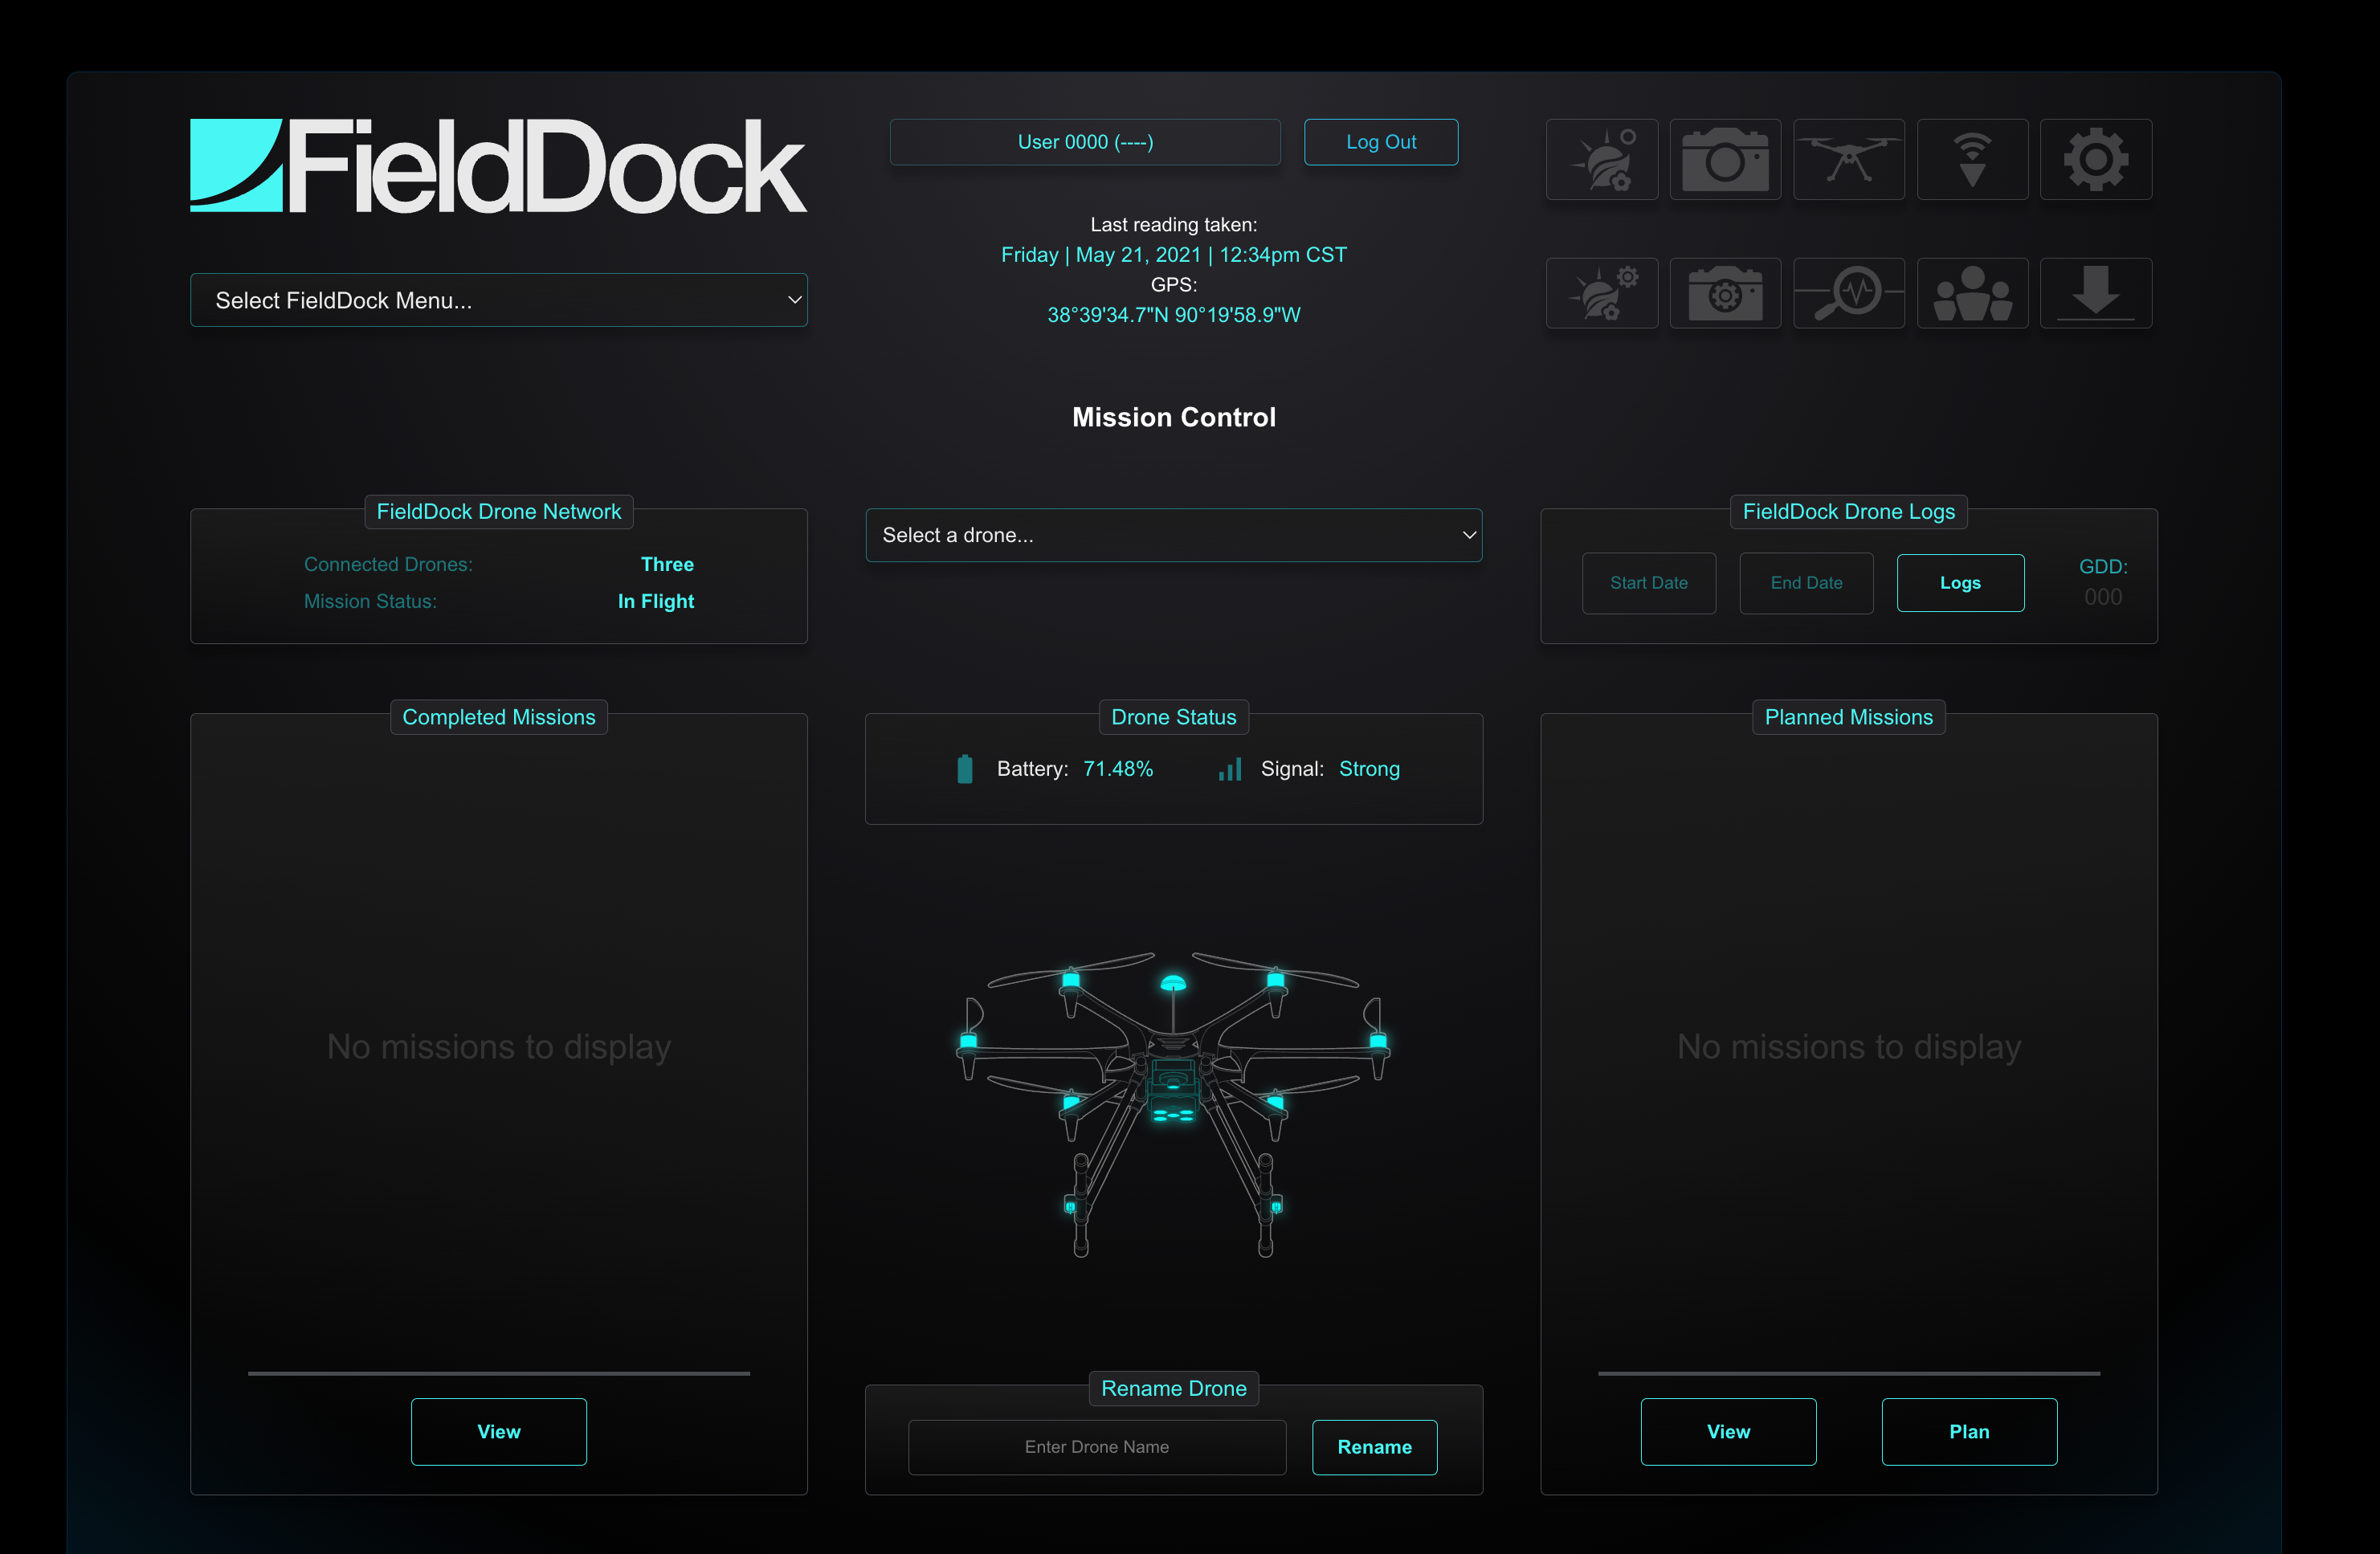 FieldDock
User 0000 (----)
Log Out
Select FieldDock Menu...
Last reading taken:
Friday | May 21, 2021 | 12:34pm CST
GPS:
38°39'34.7"N 90°19'58.9"W
Mission Control
FieldDock Drone Network
Connected Drones: Three
Mission Status: In Flight
Select a drone...
FieldDock Drone Logs
Start Date
End Date
Logs
GDD:
000
Completed Missions
No missions to display
View
Drone Status
Battery: 71.48%
Signal: Strong
Rename Drone
Enter Drone Name
Rename
Planned Missions
No missions to display
View
Plan